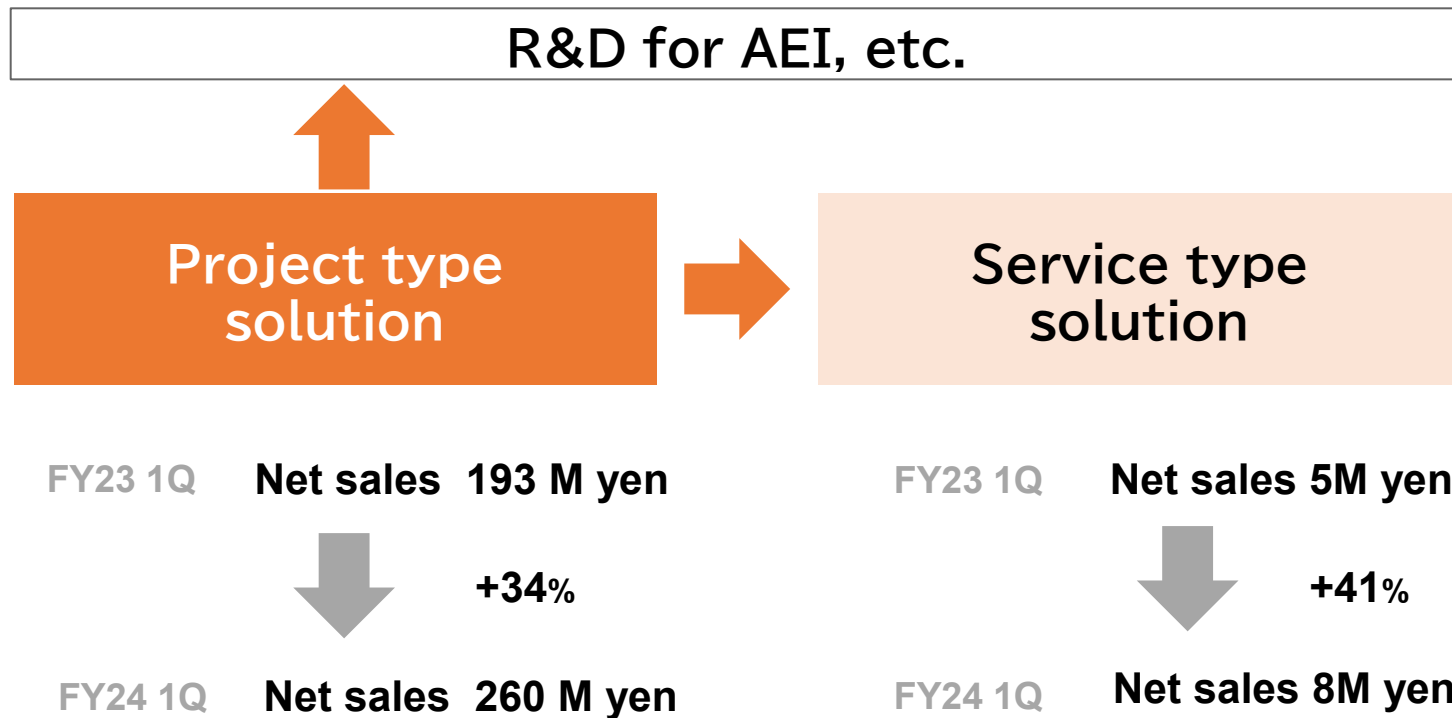 R&D for AEI, etc.
Project type
solution
Service type
solution
FY23 1Q Net sales 193 M yen
+34%
FY24 1Q Net sales 260 M yen
FY23 1Q Net sales 5M yen
+41%
FY24 1Q Net sales 8M yen